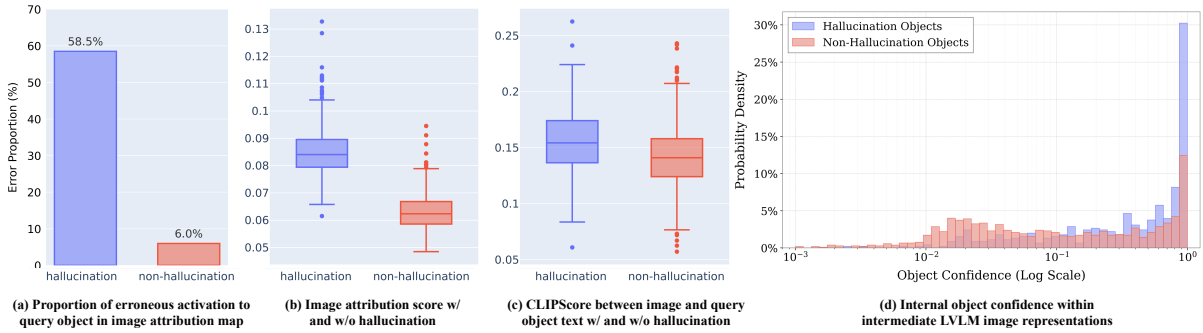 70
60
50
40
30
20
10
0
Error Proportion (%)
58.5%
6.0%
hallucination
non-hallucination
(a) Proportion of erroneous activation to
query object in image attribution map
0.13
0.12
0.11
0.1
0.09
0.08
0.07
0.06
0.05
hallucination
non-hallucination
(b) Image attribution score w/
and w/o hallucination
0.25
0.2
0.15
0.1
0.05
hallucination
non-hallucination
(c) CLIPScore between image and query
object text w/ and w/o hallucination
Hallucination Objects
Non-Hallucination Objects
30%
25%
20%
15%
10%
5%
0%
Probability Density
10⁻³
10⁻²
10⁻¹
10⁰
Object Confidence (Log Scale)
(d) Internal object confidence within
intermediate LVLM image representations